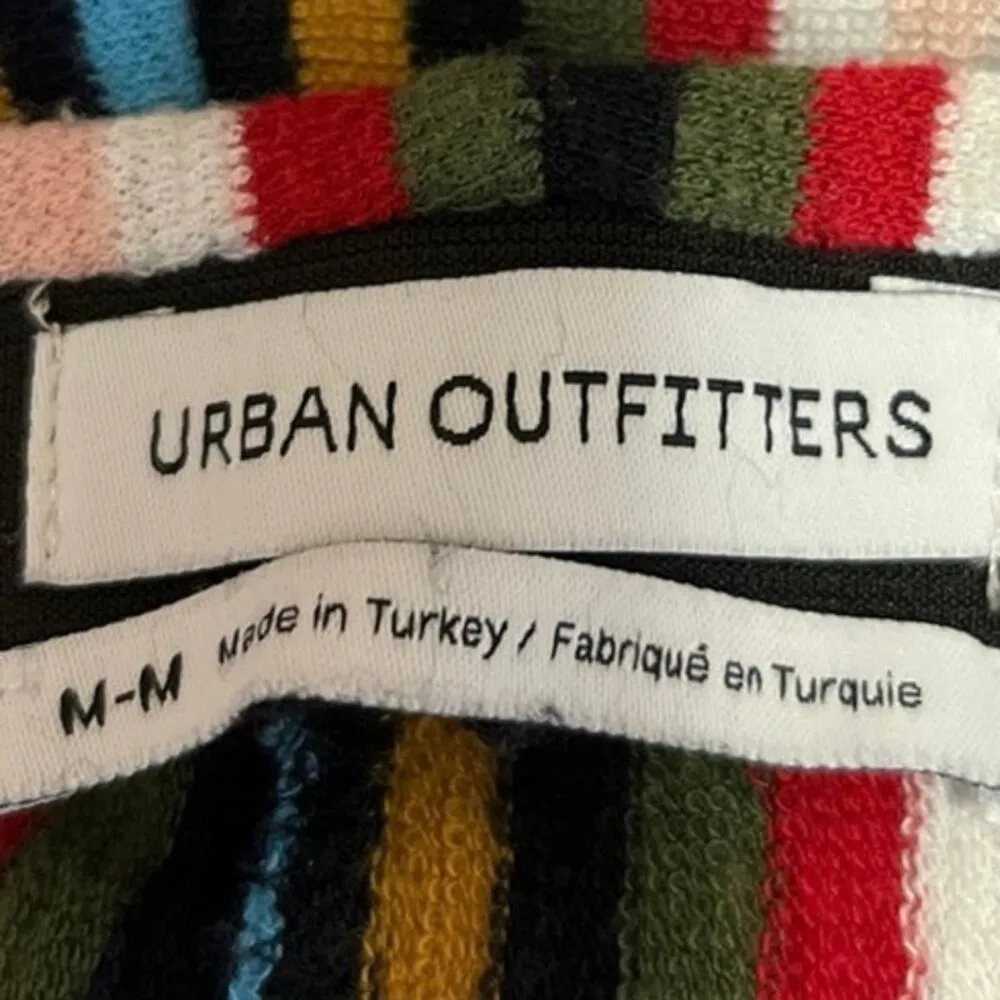 URBAN OUTFITTERS
M-M Made in Turkey / Fabriqué en Turquie